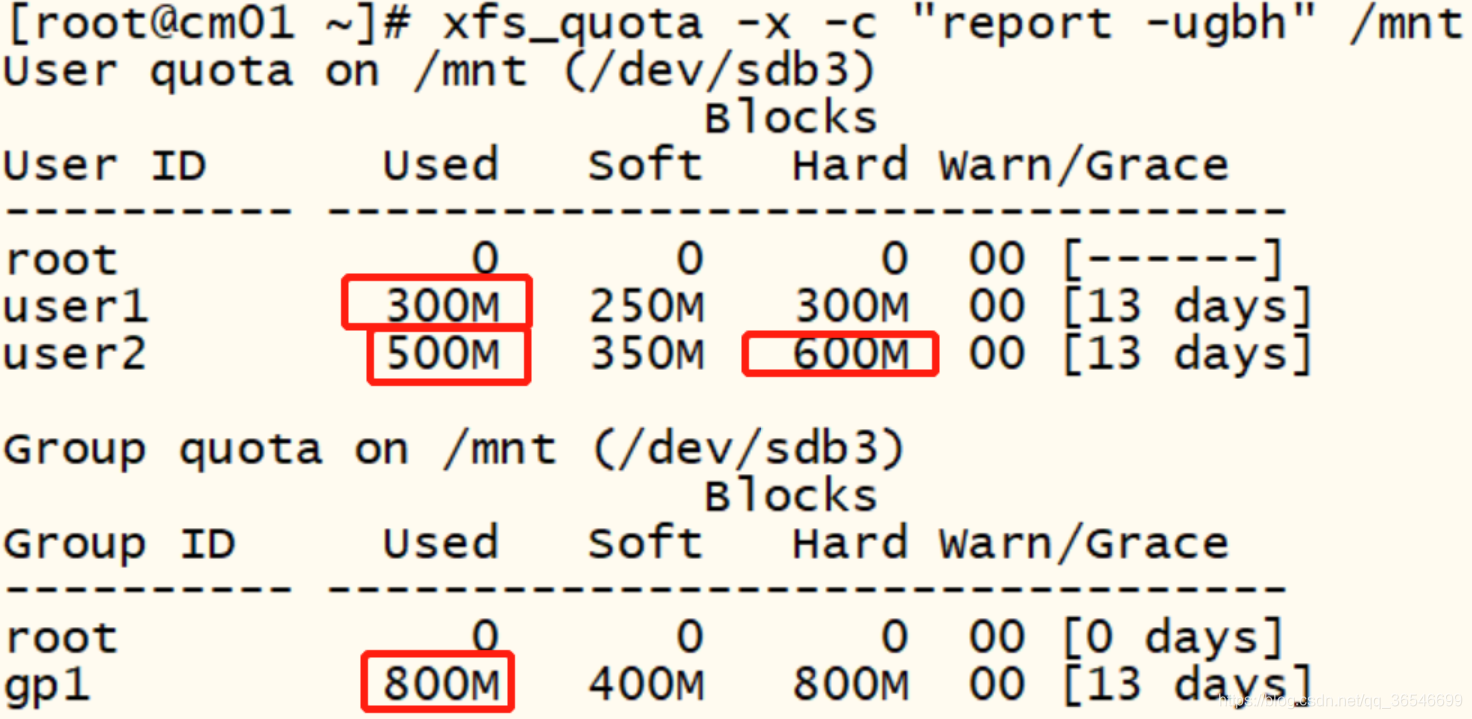 [root@cm01 ~]# xfs_quota -x -c "report -ugbh" /mnt
User quota on /mnt (/dev/sdb3)
Blocks
User ID Used Soft Hard Warn/Grace
---------- ---------------------------------
root 0 0 0 00 [------]
user1 300M 250M 300M 00 [13 days]
user2 500M 350M 600M 00 [13 days]
Group quota on /mnt (/dev/sdb3)
Blocks
Group ID Used Soft Hard Warn/Grace
---------- ---------------------------------
root 0 0 0 00 [0 days]
gp1 800M 400M 800M 00 [13 days]
https://blog.csdn.net/qq_36546699